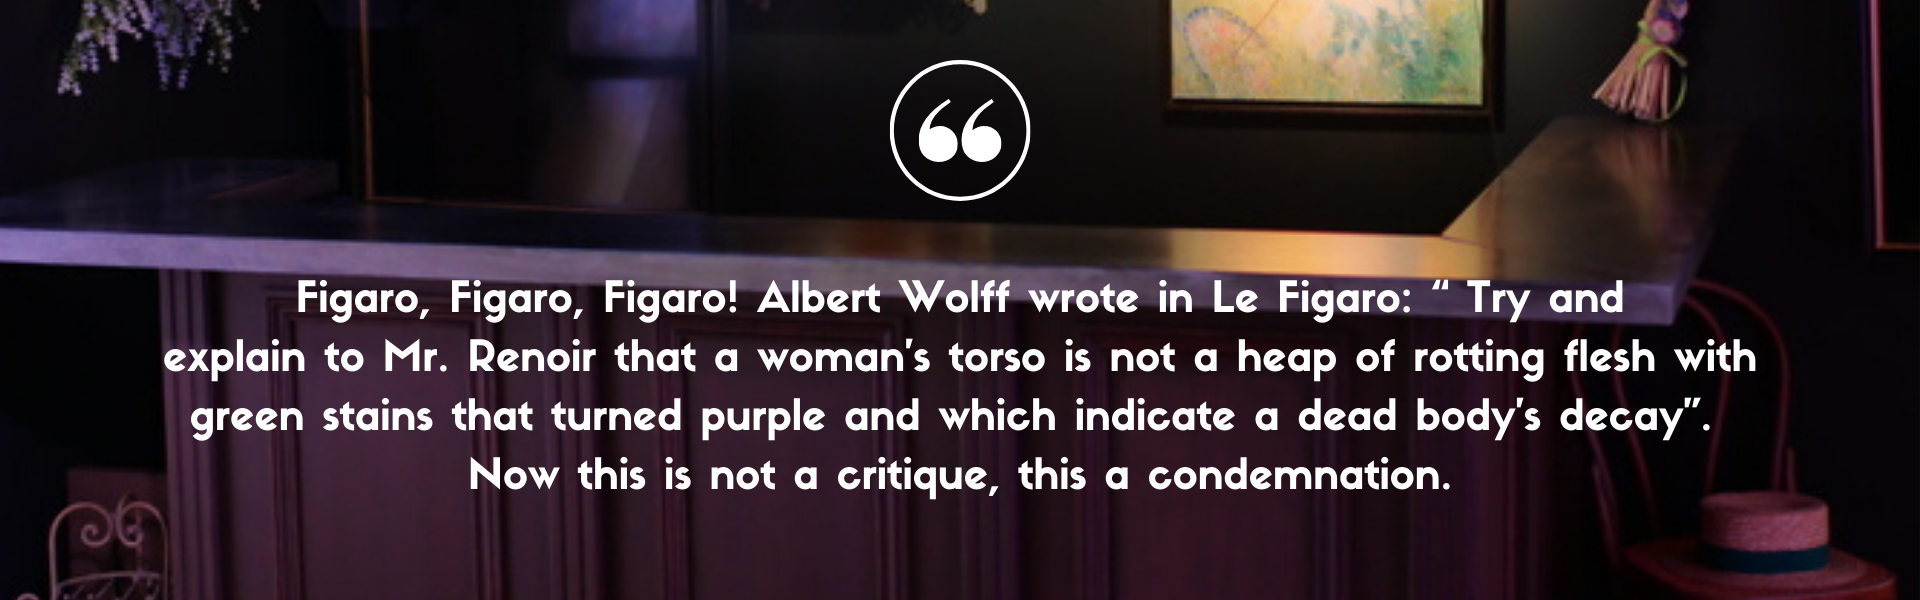 “
Figaro, Figaro, Figaro! Albert Wolff wrote in Le Figaro: “ Try and
explain to Mr. Renoir that a woman's torso is not a heap of rotting flesh with
green stains that turned purple and which indicate a dead body's decay”.
Now this is not a critique, this a condemnation.